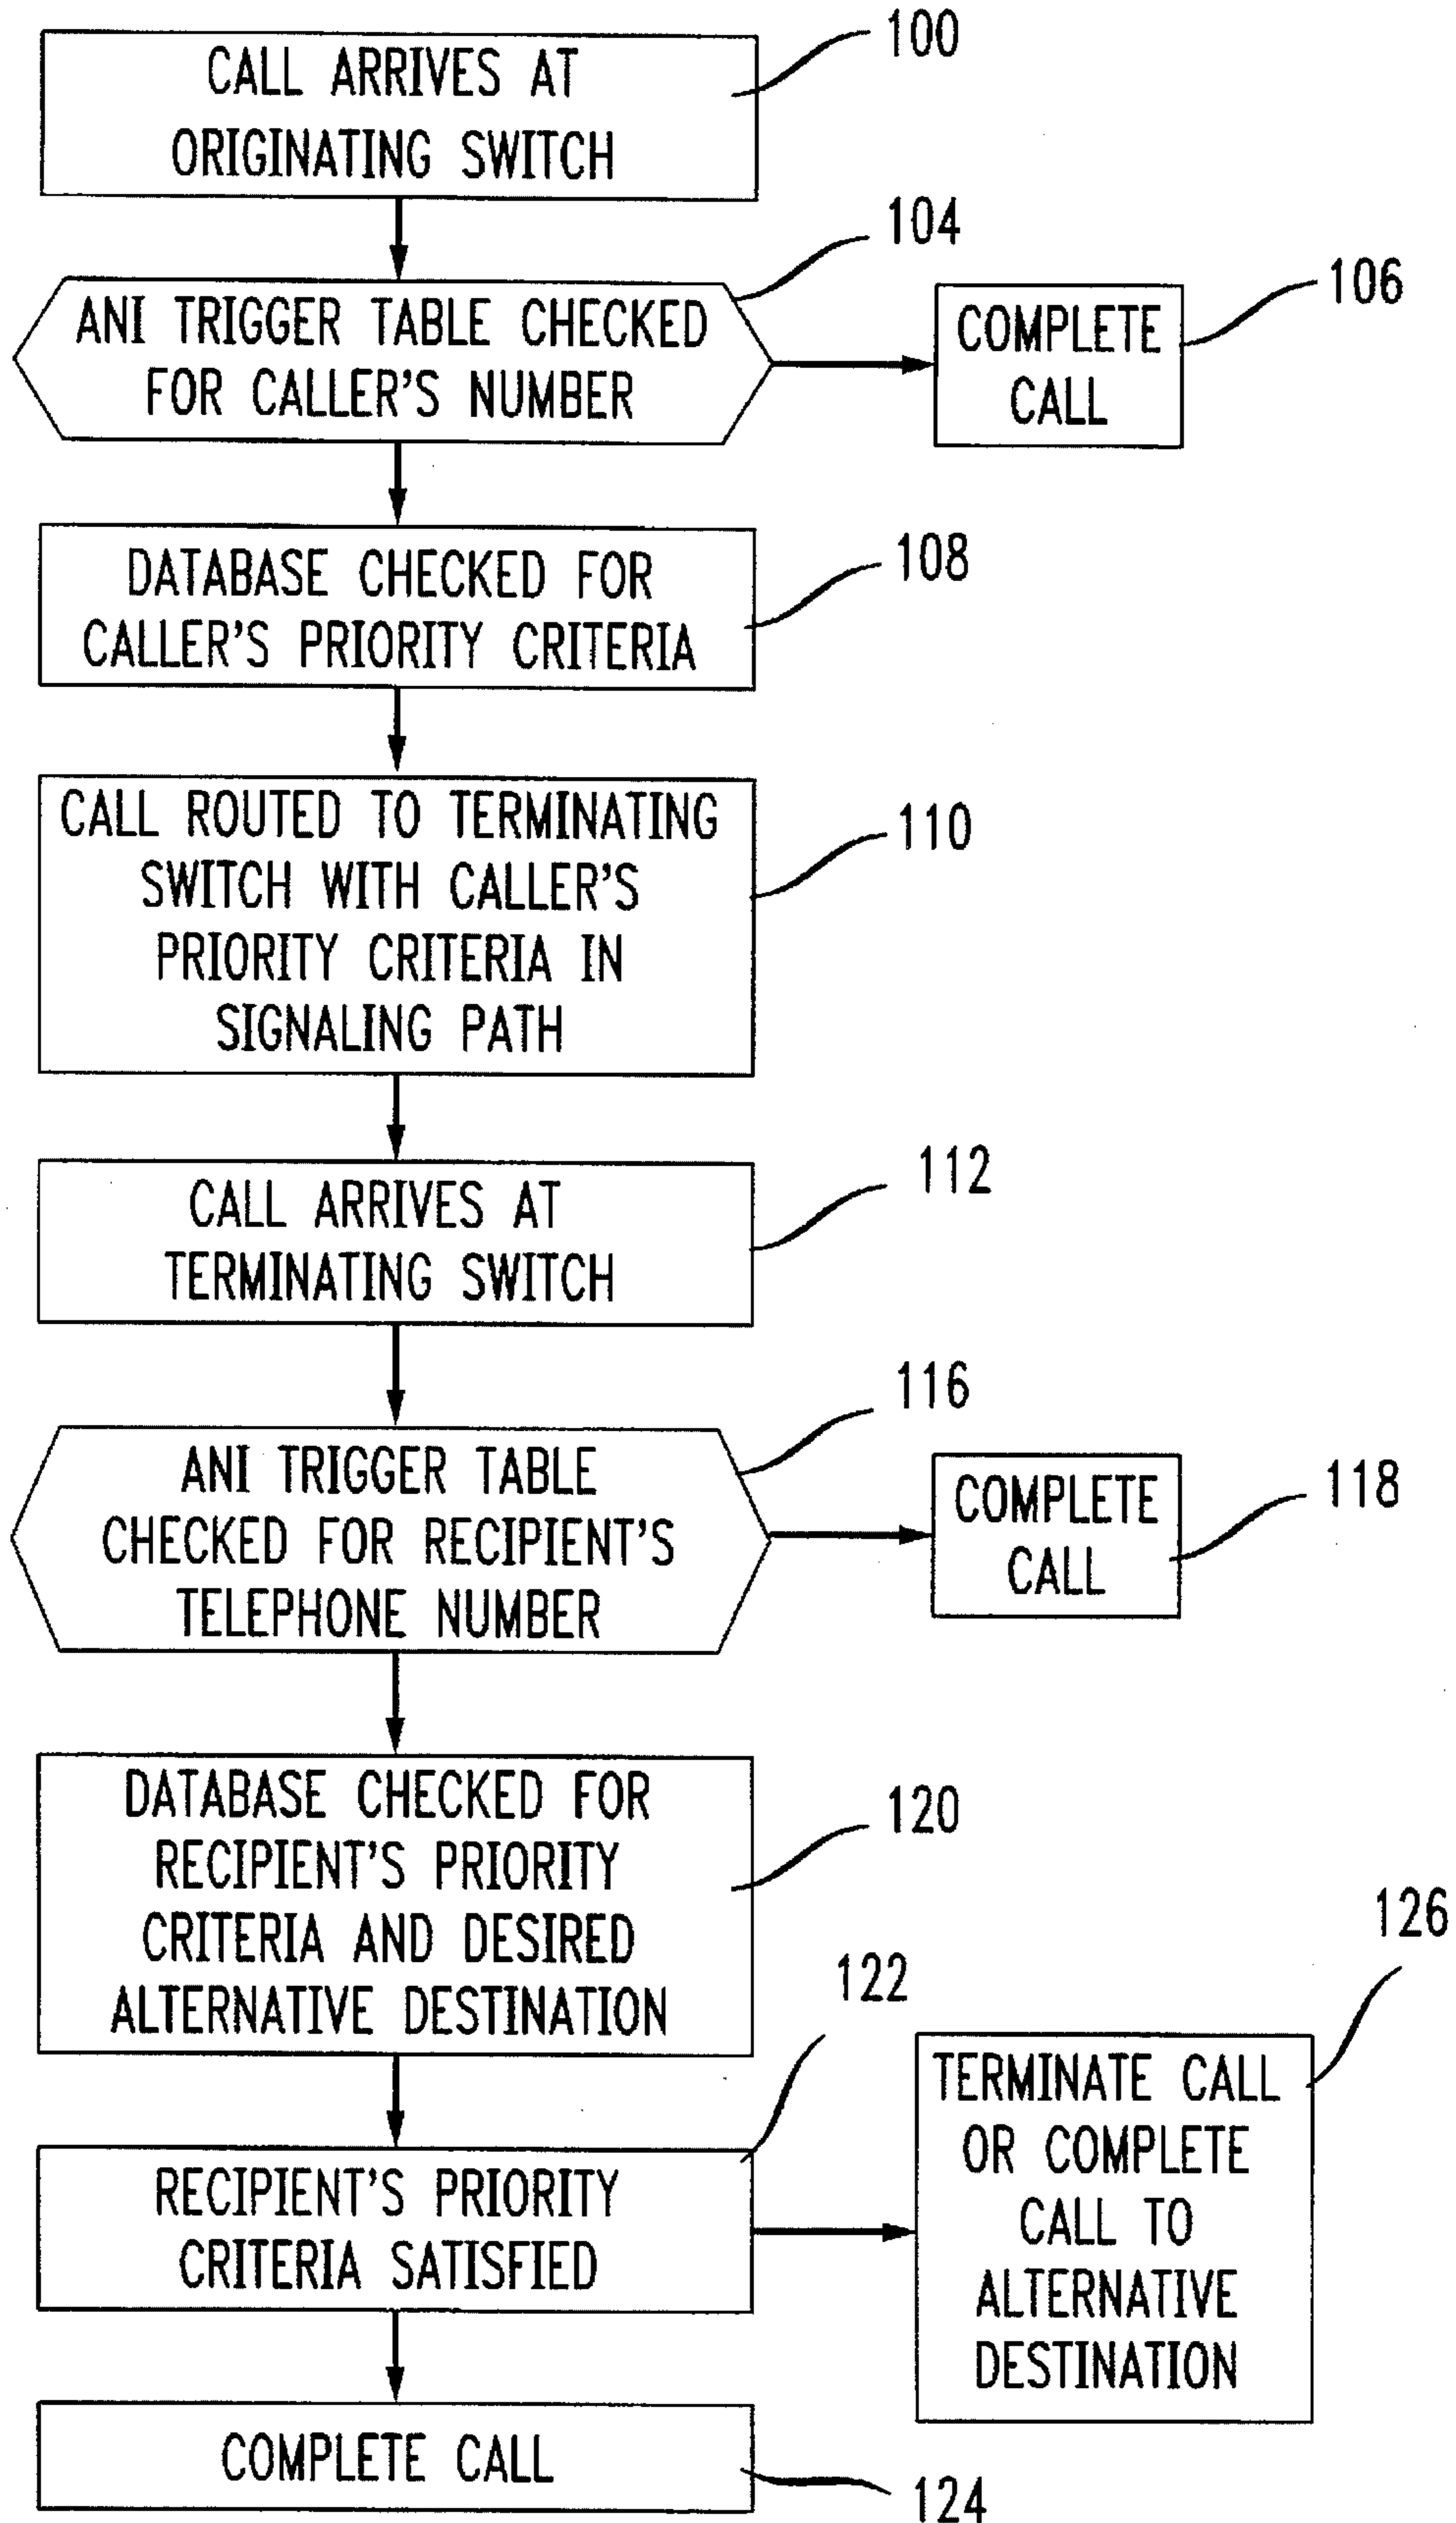 CALL ARRIVES AT
ORIGINATING SWITCH
100
ANI TRIGGER TABLE CHECKED
FOR CALLER'S NUMBER
104
COMPLETE
CALL
106
DATABASE CHECKED FOR
CALLER'S PRIORITY CRITERIA
108
CALL ROUTED TO TERMINATING
SWITCH WITH CALLER'S
PRIORITY CRITERIA IN
SIGNALING PATH
110
CALL ARRIVES AT
TERMINATING SWITCH
112
ANI TRIGGER TABLE
CHECKED FOR RECIPIENT'S
TELEPHONE NUMBER
116
COMPLETE
CALL
118
DATABASE CHECKED FOR
RECIPIENT'S PRIORITY
CRITERIA AND DESIRED
ALTERNATIVE DESTINATION
120
RECIPIENT'S PRIORITY
CRITERIA SATISFIED
122
TERMINATE CALL
OR COMPLETE
CALL TO
ALTERNATIVE
DESTINATION
126
COMPLETE CALL
124